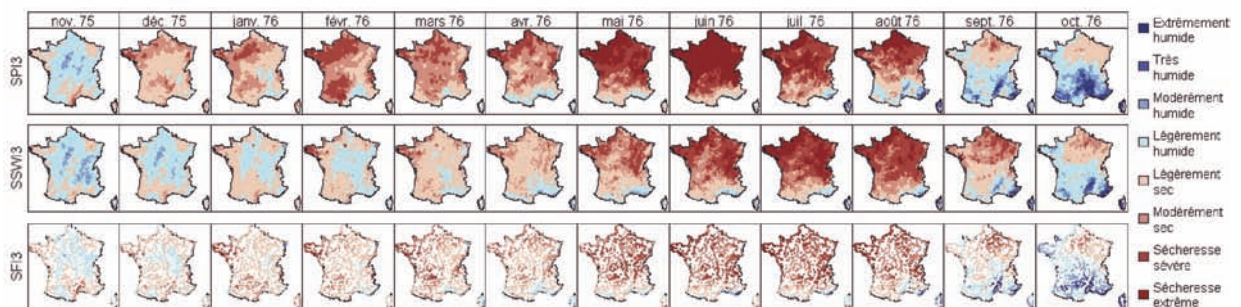 nov. 75 déc. 75 janv. 76 févr. 76 mars 76 avr. 76 mai 76 juin 76 juil. 76 août 76 sept. 76 oct. 76
SPI3
SSWI3
SFI3
Extrêmement
humide
Très
humide
Modérément
humide
Légèrement
humide
Légèrement
sec
Modérément
sec
Sécheresse
sévère
Sécheresse
extrême